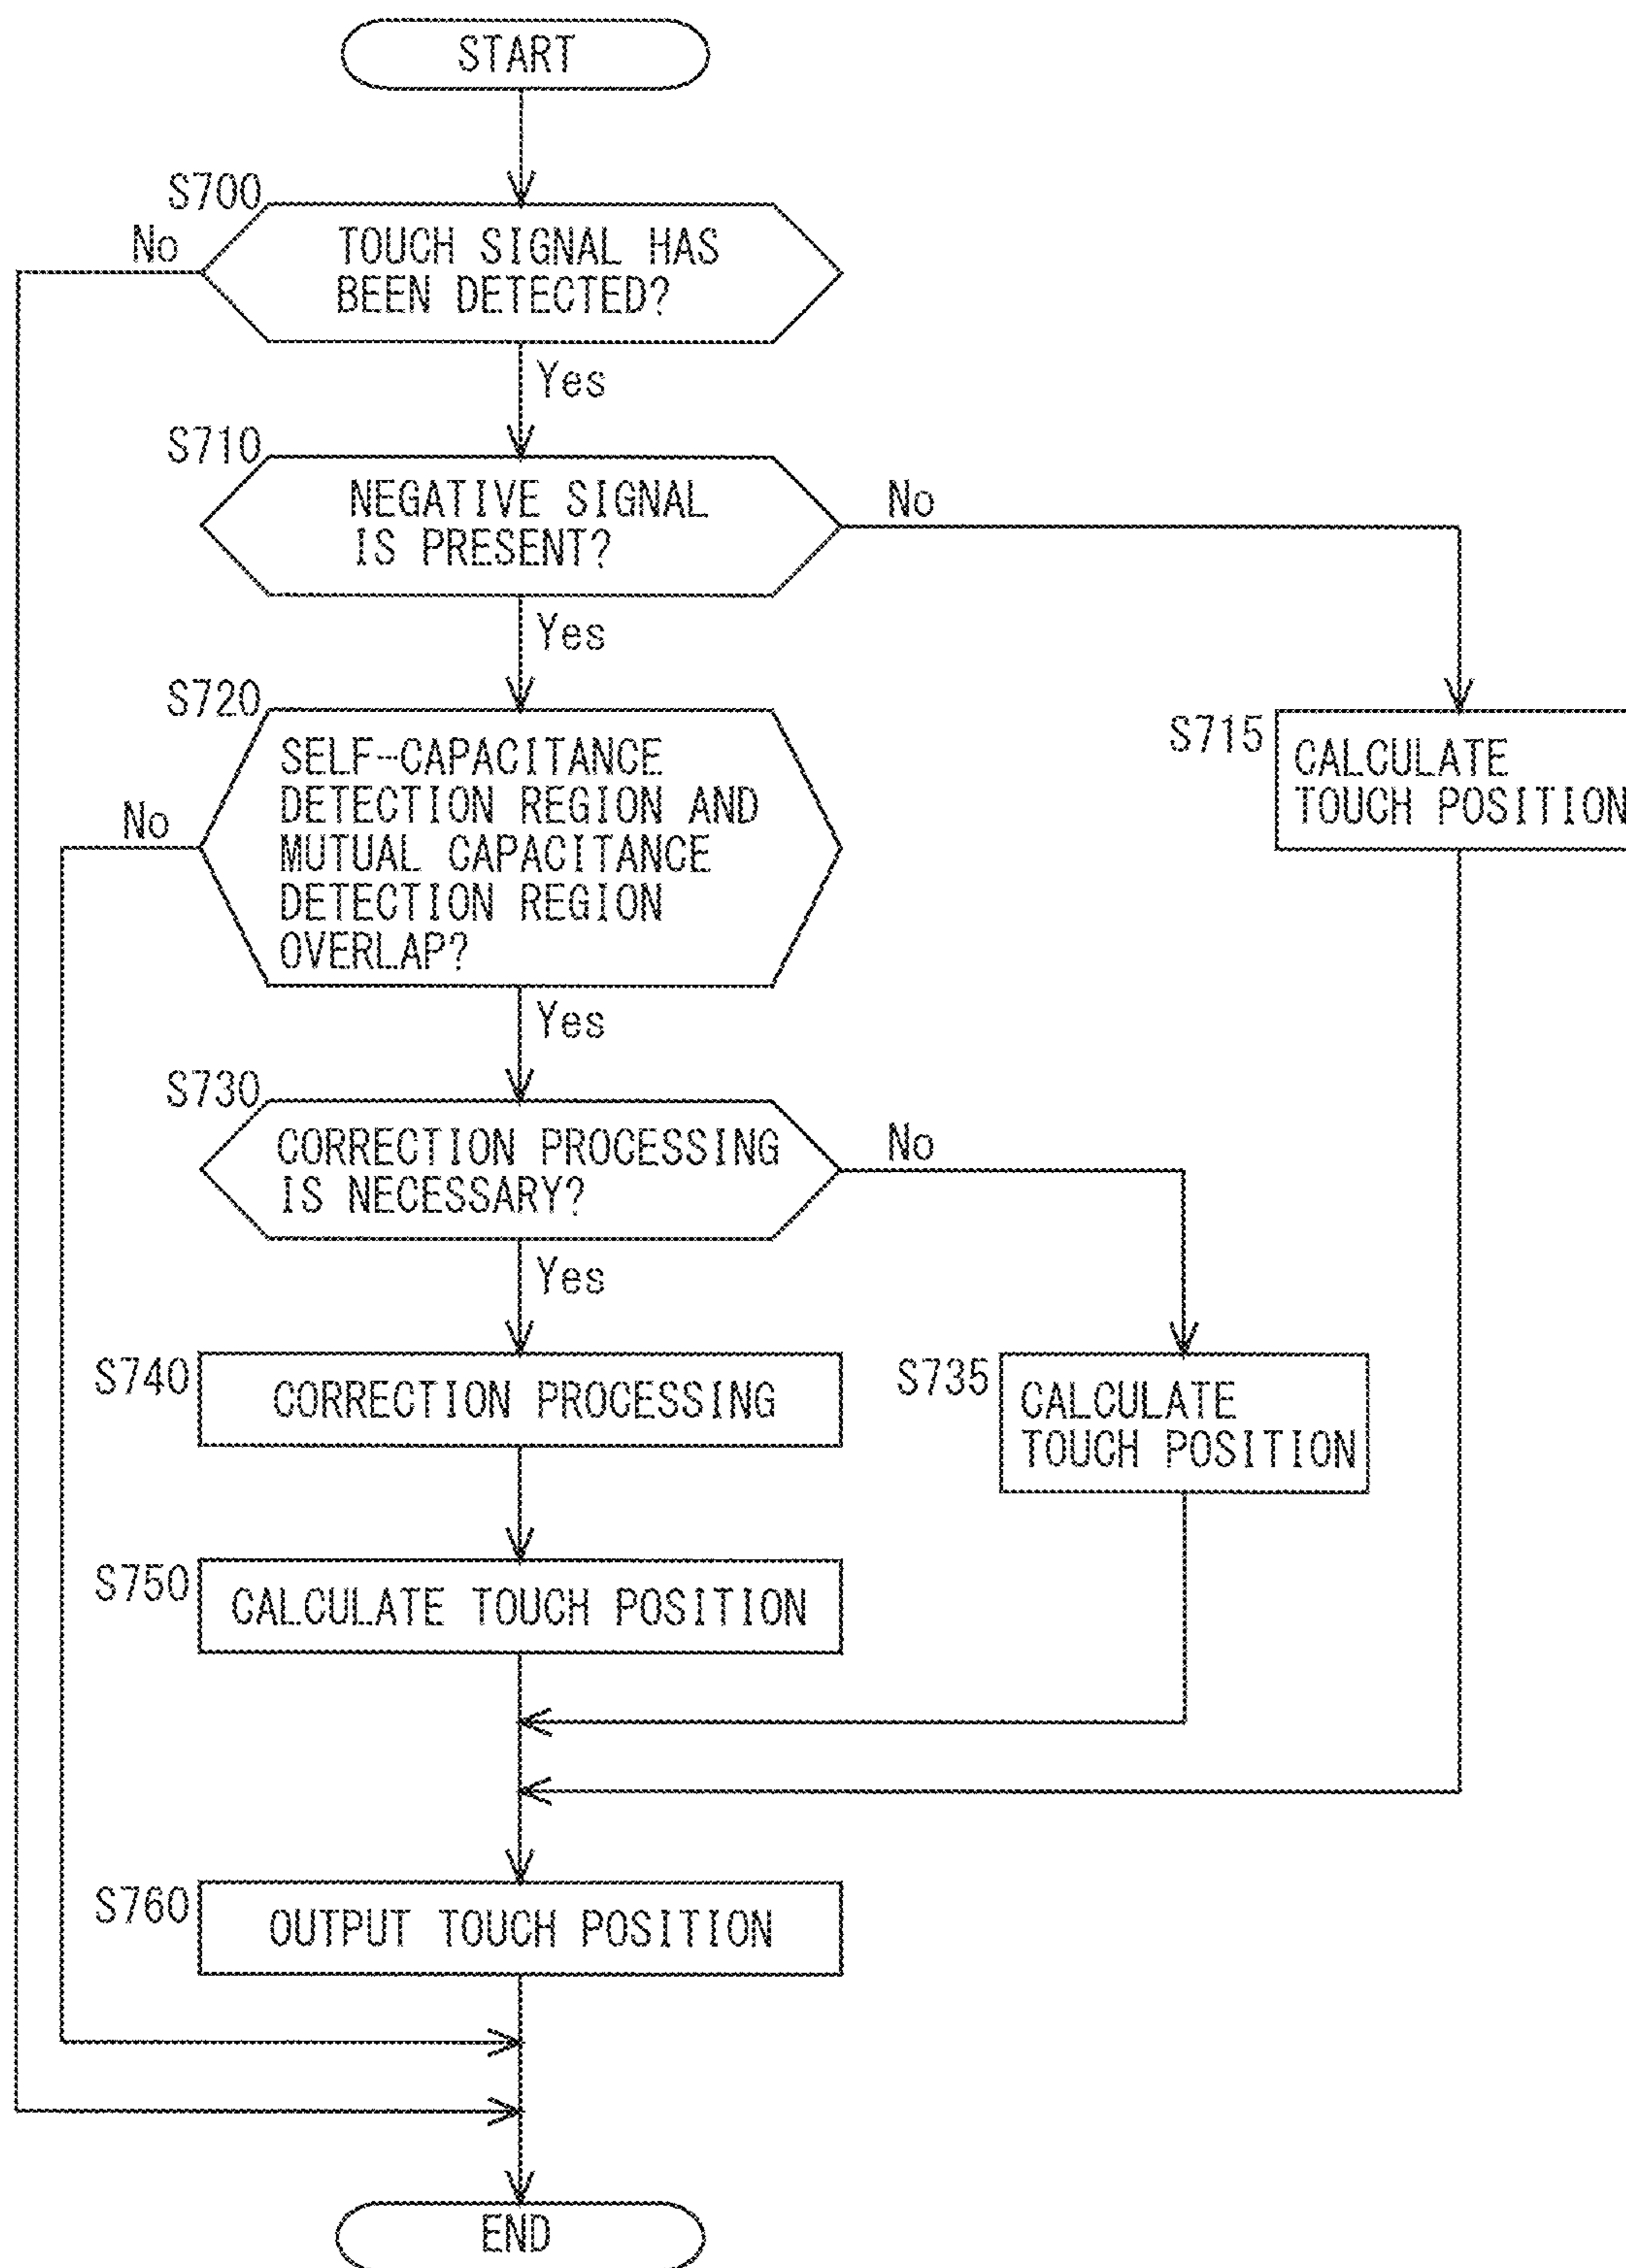 START
S700
No
TOUCH SIGNAL HAS
BEEN DETECTED?
Yes
S710
NEGATIVE SIGNAL
IS PRESENT?
No
Yes
S720
SELF-CAPACITANCE
DETECTION REGION AND
MUTUAL CAPACITANCE
DETECTION REGION
OVERLAP?
No
S715
CALCULATE
TOUCH POSITION
Yes
S730
CORRECTION PROCESSING
IS NECESSARY?
No
Yes
S740
CORRECTION PROCESSING
S735
CALCULATE
TOUCH POSITION
S750
CALCULATE TOUCH POSITION
S760
OUTPUT TOUCH POSITION
END